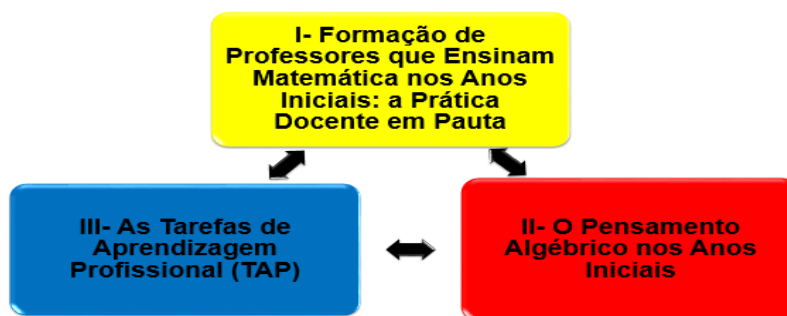 I- Formação de
Professores que Ensinam
Matemática nos Anos
Iniciais: a Prática
Docente em Pauta
III- As Tarefas de
Aprendizagem
Profissional (TAP)
II- O Pensamento
Algébrico nos Anos
Iniciais